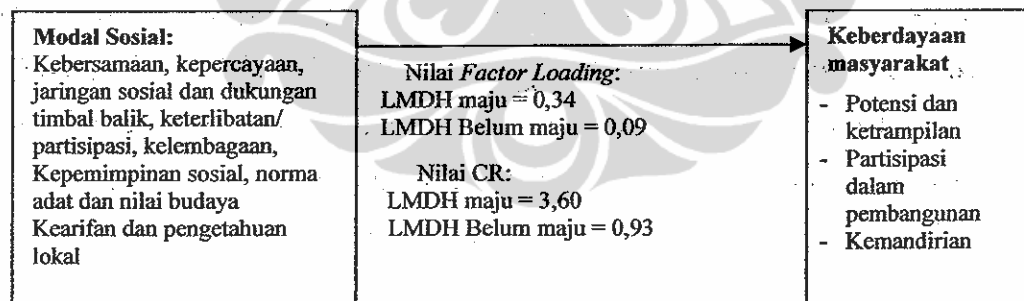 Modal Sosial:
Kebersamaan, kepercayaan,
jaringan sosial dan dukungan
timbal balik, keterlibatan/
partisipasi, kelembagaan,
Kepemimpinan sosial, norma
adat dan nilai budaya
Kearifan dan pengetahuan
lokal
Nilai Factor Loading:
LMDH maju = 0,34
LMDH Belum maju = 0,09
Nilai CR:
LMDH maju = 3,60
LMDH Belum maju = 0,93
Keberdayaan
masyarakat
- Potensi dan
ketrampilan
- Partisipasi
dalam
pembangunan
- Kemandirian